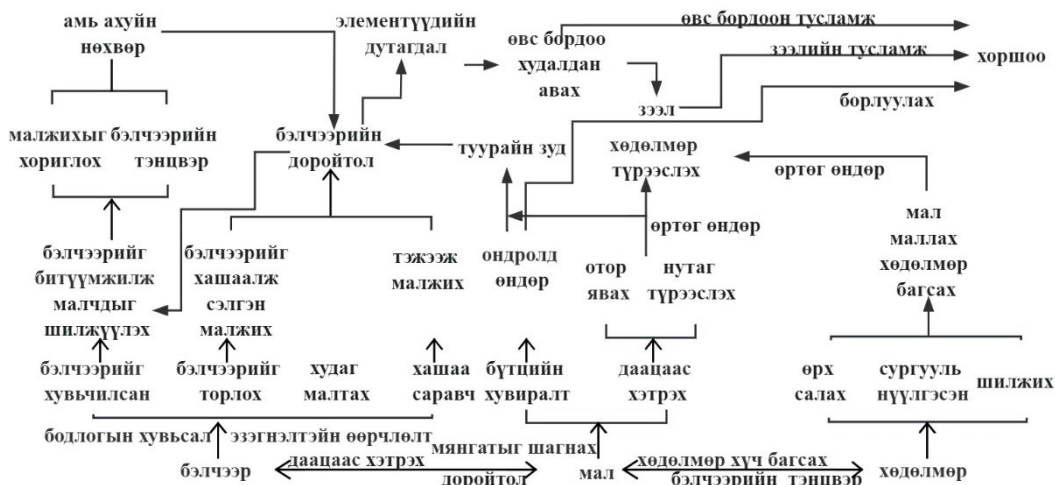 амь ахуйн
нөхвөр
элементүүдийн
дутагдал
өвс бордоо
худалдан
авах
өвс бордоон тусламж
зээлийн тусламж
хоршоо
зээл
борлуулах
малжихыг
хориглох
бэлчээрийн
тэнцвэр
бэлчээрийн
доройтол
туурайн зуд
хөдөлмөр
түрээслэх
өртөг өндөр
өртөг өндөр
бэлчээрийг
битүүмжилж
малчдыг
шилжүүлэх
бэлчээрийг
хашаалж
сэлгэн
малжих
тэжээж
малжих
ондролд
өндөр
отор
явах
нутаг
түрээслэх
мал
маллах
хөдөлмөр
багсах
бэлчээрийг
хувьчилсан
бэлчээрийг
торлох
худаг
малтах
хашаа
саравч
бүтцийн
хувиралт
даацаас
хэтрэх
өрх
салах
сургууль
нүүлгэсэн
шилжих
бодлогын хувьсал
эзэгнэлтэйн өөрчлөлт
мянгатыг шагнах
бэлчээр
даацаас хэтрэх
доройтол
мал
хөдөлмөр хүч багсах
бэлчээрийн тэнцвэр
хөдөлмөр